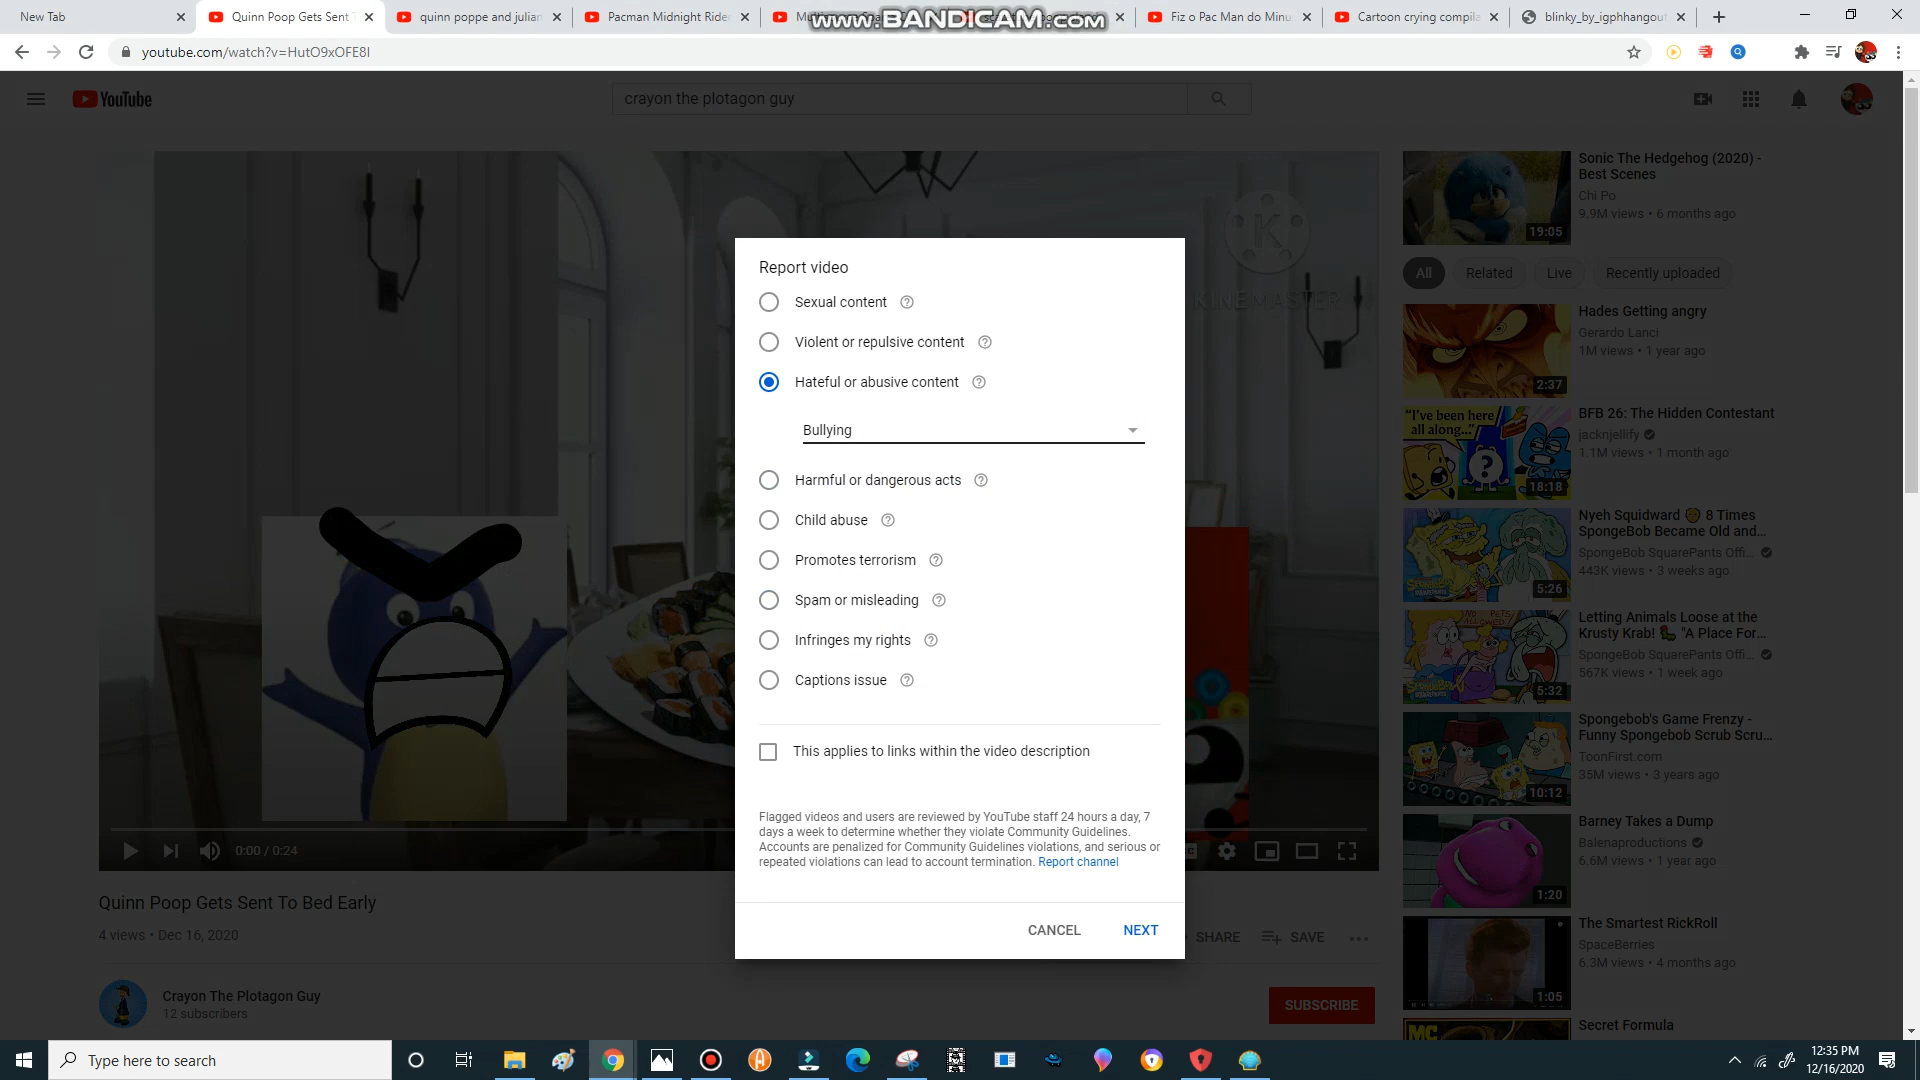 New Tab
Quinn Poop Gets Sent T
quinn poppe and julian
Pacman Midnight Rider
www.BANDICAM.com
Fiz o Pac Man do Minu
Cartoon crying compila
blinky_by_igphhangout
youtube.com/watch?v=HutO9xOFE8I
YouTube
crayon the plotagon guy
KINEMASTER
Report video
Sexual content
Violent or repulsive content
Hateful or abusive content
Bullying
Harmful or dangerous acts
Child abuse
Promotes terrorism
Spam or misleading
Infringes my rights
Captions issue
This applies to links within the video description
Flagged videos and users are reviewed by YouTube staff 24 hours a day, 7
days a week to determine whether they violate Community Guidelines.
Accounts are penalized for Community Guidelines violations, and serious or
repeated violations can lead to account termination. Report channel
CANCEL NEXT
0:00 / 0:24
Quinn Poop Gets Sent To Bed Early
4 views • Dec 16, 2020
SHARE SAVE
Crayon The Plotagon Guy
12 subscribers
SUBSCRIBE
Sonic The Hedgehog (2020) -
Best Scenes
Chi Po
9.9M views • 6 months ago
19:05
All Related Live Recently uploaded
Hades Getting angry
Gerardo Lanci
1M views • 1 year ago
2:37
BFB 26: The Hidden Contestant
jacknjellify
1.1M views • 1 month ago
"I've been here
all along..."
18:18
Nyeh Squidward 8 Times
SpongeBob Became Old and...
SpongeBob SquarePants Offi...
443K views • 3 weeks ago
5:26
Letting Animals Loose at the
Krusty Krab! "A Place For...
SpongeBob SquarePants Offi...
567K views • 1 week ago
5:32
Spongebob's Game Frenzy -
Funny Spongebob Scrub Scru...
ToonFirst.com
35M views • 3 years ago
10:12
Barney Takes a Dump
Balenaproductions
6.6M views • 1 year ago
1:20
The Smartest RickRoll
SpaceBerries
6.3M views • 4 months ago
1:05
Secret Formula
Type here to search
12:35 PM
12/16/2020